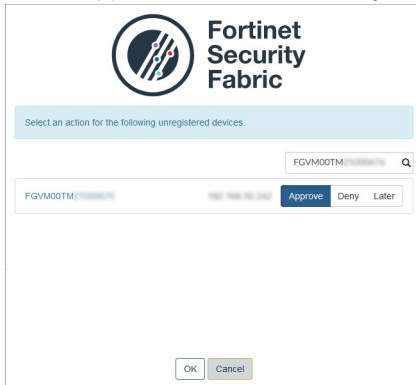 Fortinet
Security
Fabric
Select an action for the following unregistered devices.
FGVM00TM
FGVM00TM Approve Deny Later
OK Cancel